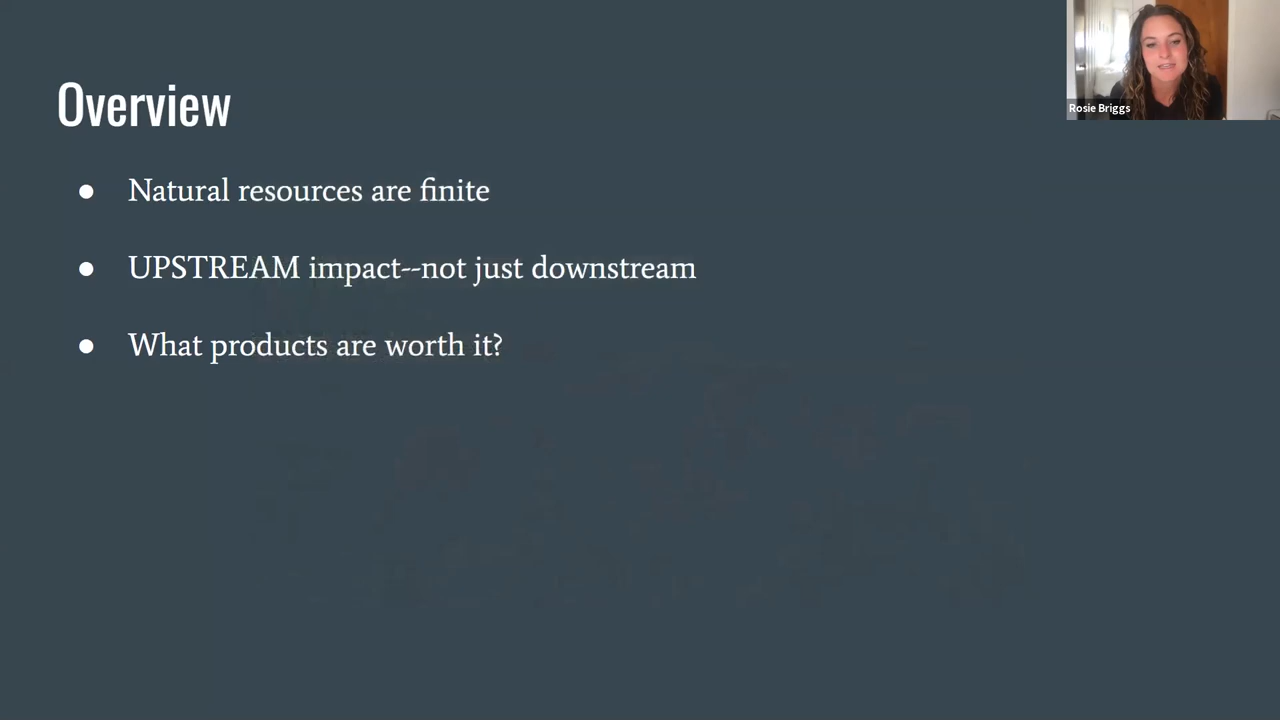 Overview
Natural resources are finite
UPSTREAM impact--not just downstream
What products are worth it?
Rosie Briggs